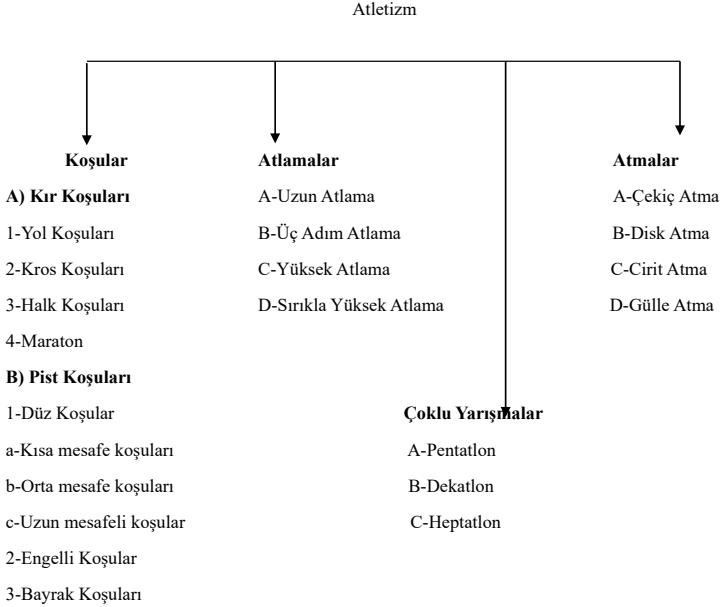 Atletizm
Koşular
A) Kır Koşuları
1-Yol Koşuları
2-Kros Koşuları
3-Halk Koşuları
4-Maraton
B) Pist Koşuları
1-Düz Koşular
a-Kısa mesafe koşuları
b-Orta mesafe koşuları
c-Uzun mesafeli koşular
2-Engelli Koşular
3-Bayrak Koşuları
Atlamalar
A-Uzun Atlama
B-Üç Adım Atlama
C-Yüksek Atlama
D-Sırıkla Yüksek Atlama
Çoklu Yarışmalar
A-Pentatlon
B-Dekatlon
C-Heptatlon
Atmalar
A-Çekiç Atma
B-Disk Atma
C-Cirit Atma
D-Gülle Atma